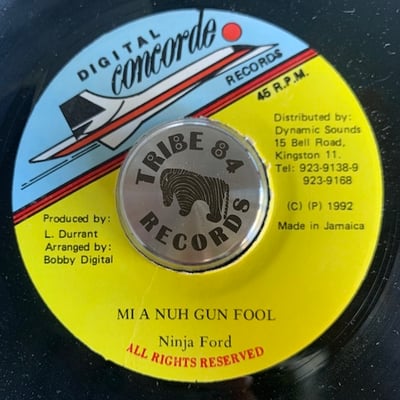 DIGITAL
concorde
RECORDS
45 R.P.M.
Distributed by:
Dynamic Sounds
15 Bell Road,
Kingston 11.
Tel: 923-9138-9
923-9168
(C) (P) 1992
Made in Jamaica
TRIBE 84
RECORDS
Produced by:
L. Durrant
Arranged by:
Bobby Digital
MI A NUH GUN FOOL
Ninja Ford
ALL RIGHTS RESERVED